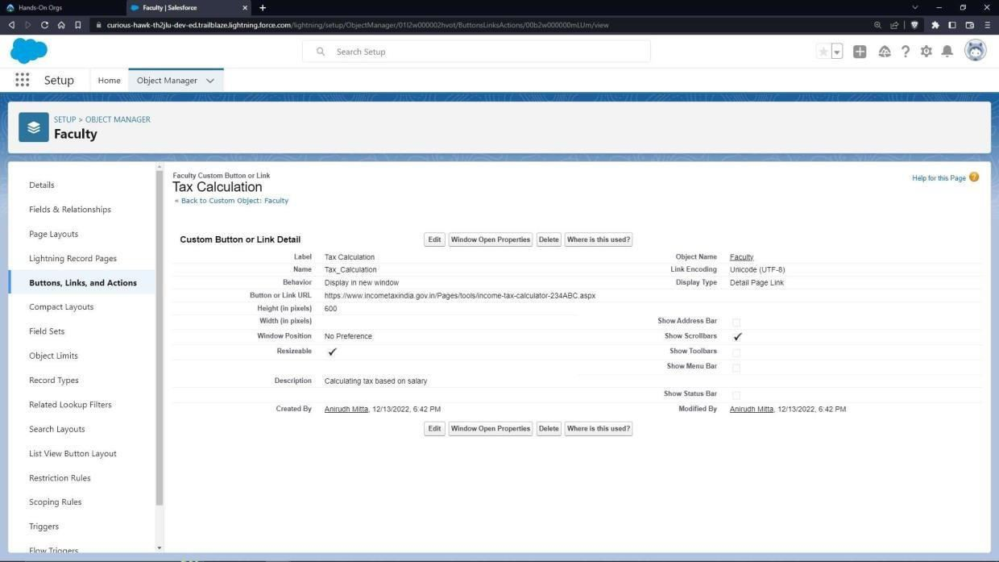 Hands-On Orgs
Faculty | Salesforce
curious-hawk-th2jlu-dev-ed.trailblaze.lightning.force.com/lightning/setup/ObjectManager/01I2w000002hvot/ButtonsLinksActions/00b2w000000mLUm/view
Search Setup
Setup Home Object Manager
SETUP > OBJECT MANAGER
Faculty
Details
Fields & Relationships
Page Layouts
Lightning Record Pages
Buttons, Links, and Actions
Compact Layouts
Field Sets
Object Limits
Record Types
Related Lookup Filters
Search Layouts
List View Button Layout
Restriction Rules
Scoping Rules
Triggers
Flow Triggers
Faculty Custom Button or Link
Tax Calculation
« Back to Custom Object: Faculty
Help for this Page
Custom Button or Link Detail Edit Window Open Properties Delete Where is this used?
Label Tax Calculation Object Name Faculty
Name Tax_Calculation Link Encoding Unicode (UTF-8)
Behavior Display in new window Display Type Detail Page Link
Button or Link URL https://www.incometaxindia.gov.in/Pages/tools/income-tax-calculator-234ABC.aspx
Height (in pixels) 600
Width (in pixels) Show Address Bar
Window Position No Preference Show Scrollbars
Resizeable Show Toolbars
Show Menu Bar
Description Calculating tax based on salary
Show Status Bar
Created By Anirudh Mitta, 12/13/2022, 6:42 PM Modified By Anirudh Mitta, 12/13/2022, 6:42 PM
Edit Window Open Properties Delete Where is this used?